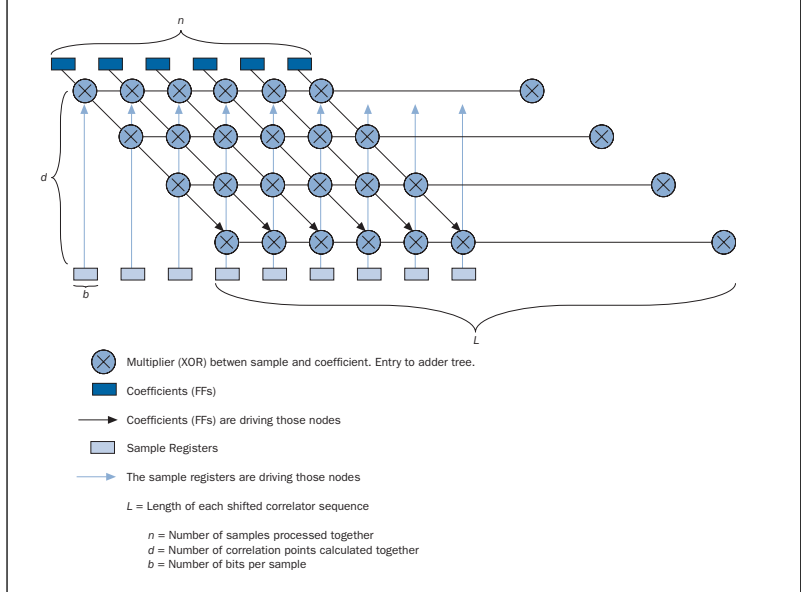 n
d
b
L
Multiplier (XOR) betwen sample and coefficient. Entry to adder tree.
Coefficients (FFs)
Coefficients (FFs) are driving those nodes
Sample Registers
The sample registers are driving those nodes
L = Length of each shifted correlator sequence
n = Number of samples processed together
d = Number of correlation points calculated together
b = Number of bits per sample